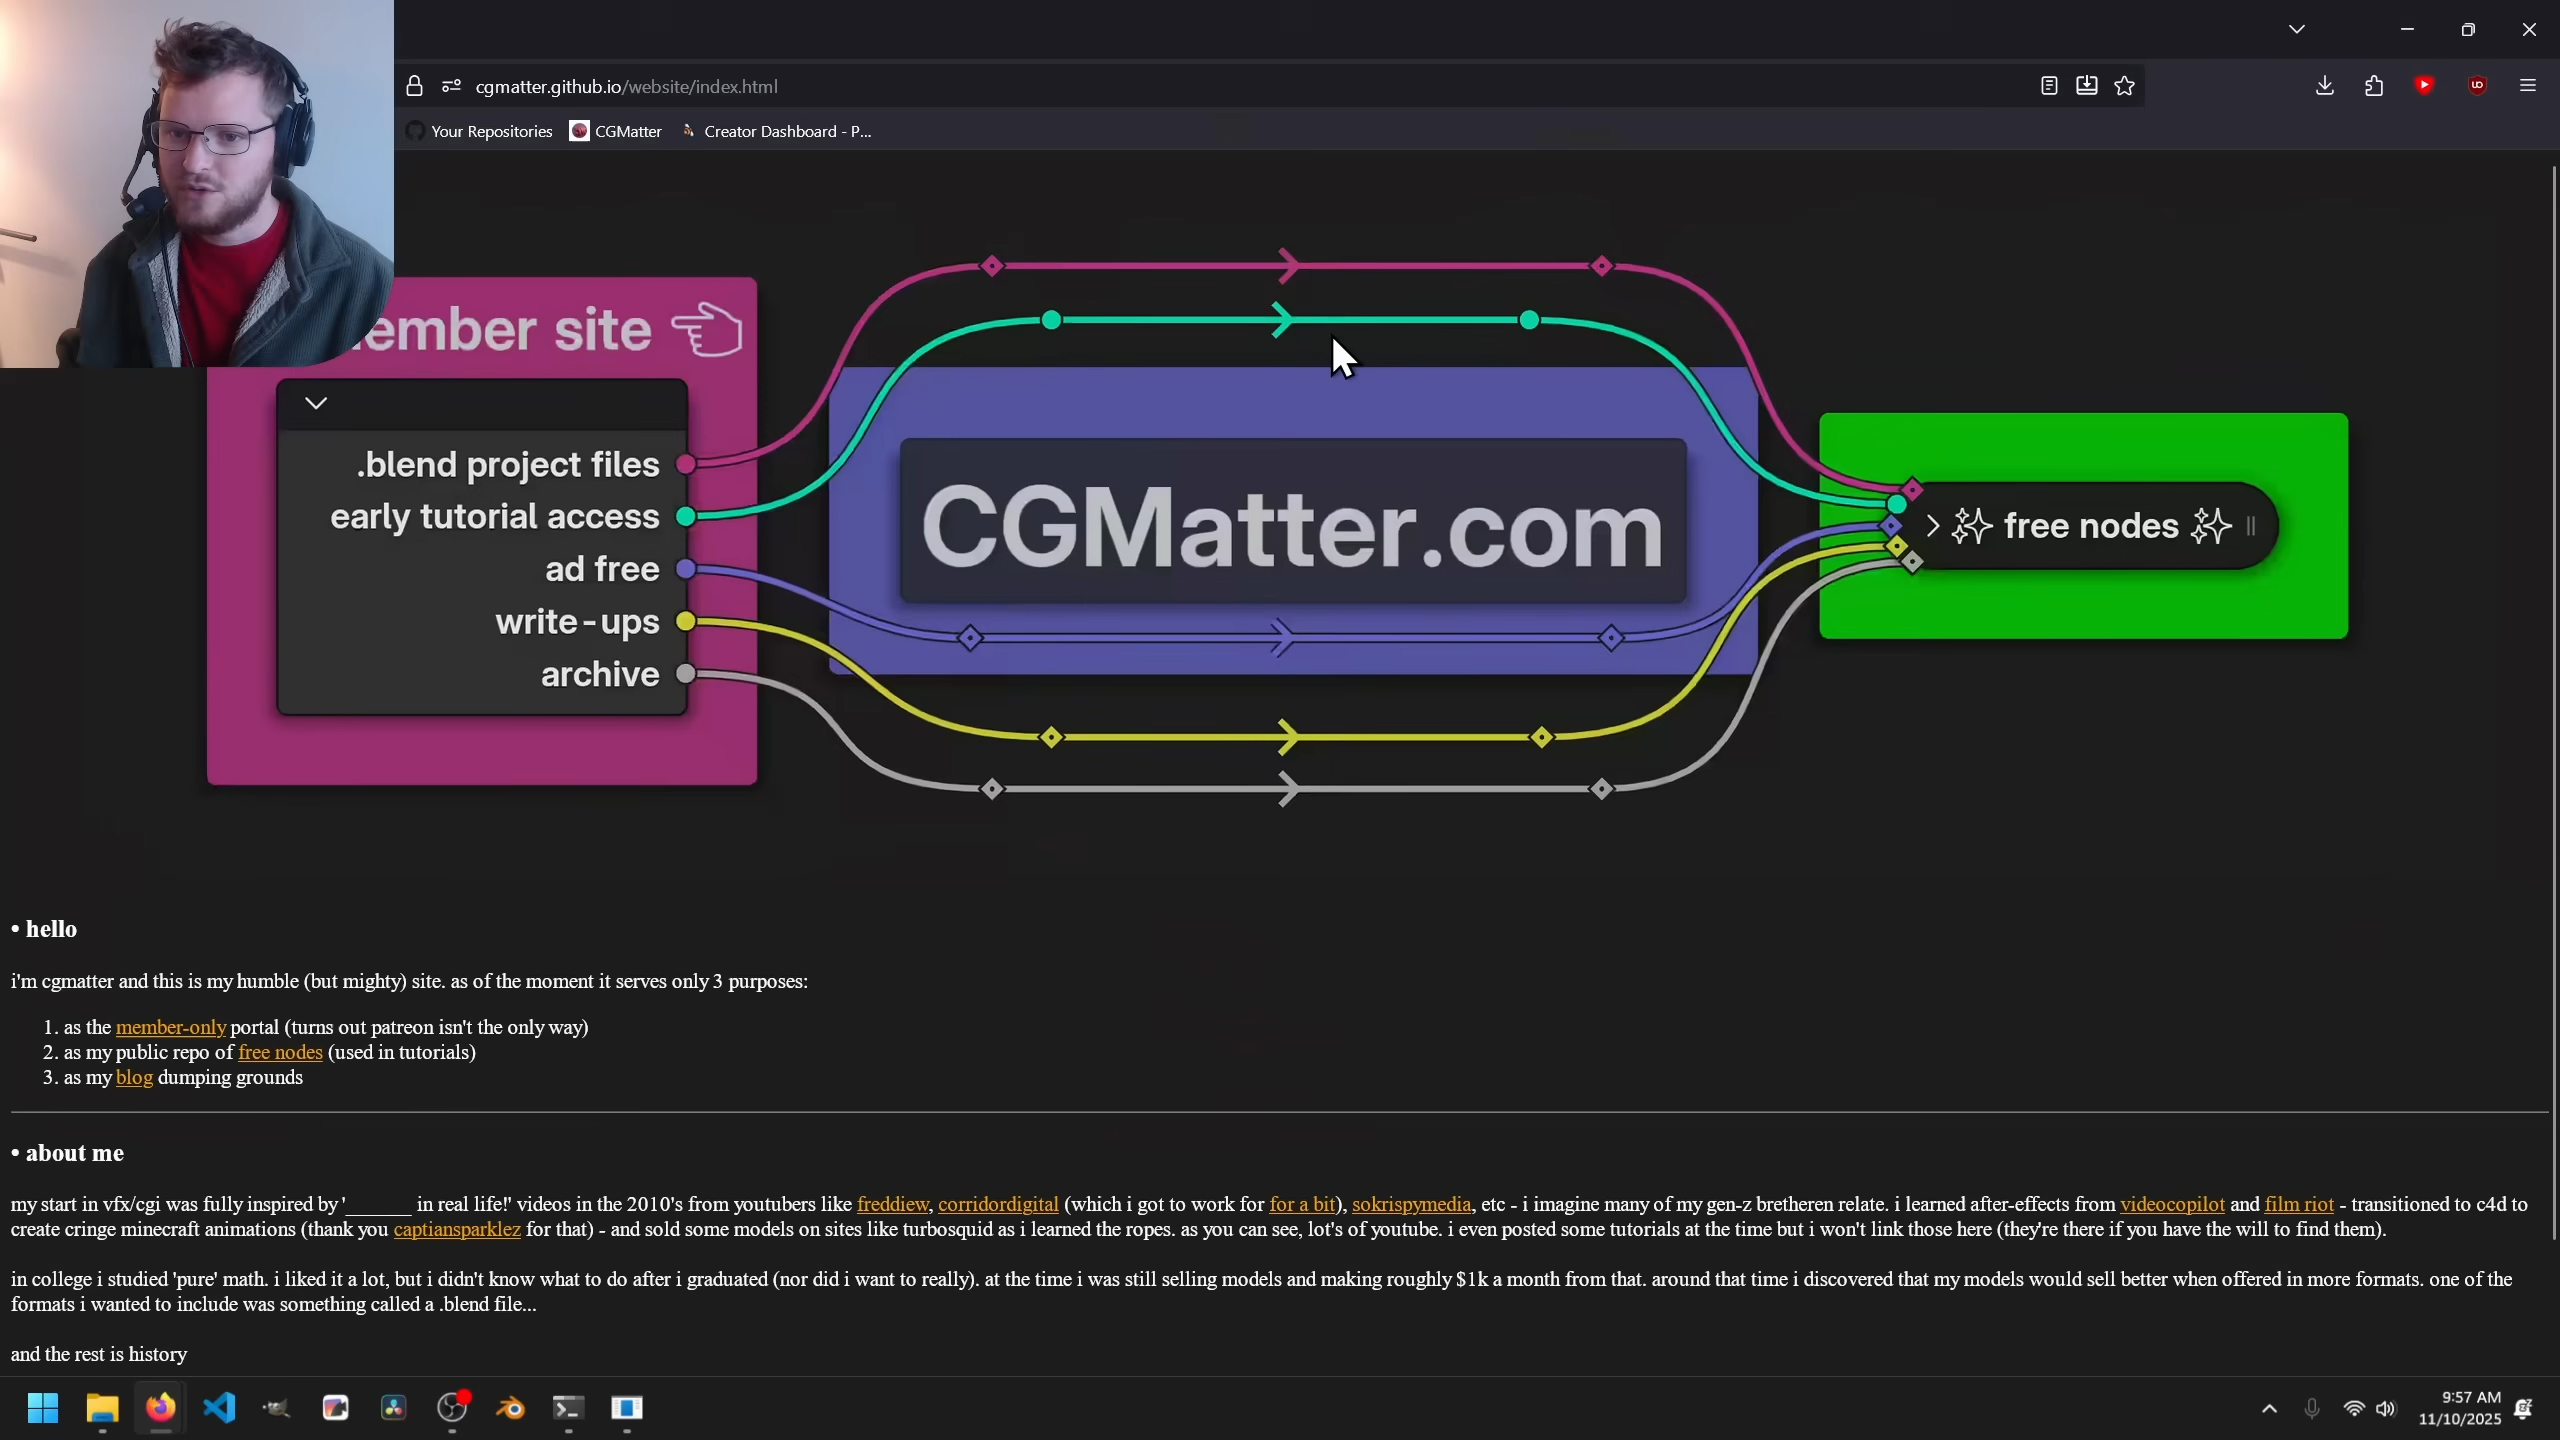 cgmatter.github.io/website/index.html
Your Repositories
CGMatter
Creator Dashboard - P...
ember site
.blend project files
early tutorial access
ad free
write-ups
archive
CGMatter.com
free nodes
• hello
i'm cgmatter and this is my humble (but mighty) site. as of the moment it serves only 3 purposes:
1. as the member-only portal (turns out patreon isn't the only way)
2. as my public repo of free nodes (used in tutorials)
3. as my blog dumping grounds
• about me
my start in vfx/cgi was fully inspired by '______ in real life!' videos in the 2010's from youtubers like freddiew, corridordigital (which i got to work for for a bit), sokrispymedia, etc - i imagine many of my gen-z bretheren relate. i learned after-effects from videocopilot and film riot - transitioned to c4d to
create cringe minecraft animations (thank you captiansparklez for that) - and sold some models on sites like turbosquid as i learned the ropes. as you can see, lot's of youtube. i even posted some tutorials at the time but i won't link those here (they're there if you have the will to find them).
in college i studied 'pure' math. i liked it a lot, but i didn't know what to do after i graduated (nor did i want to really). at the time i was still selling models and making roughly $1k a month from that. around that time i discovered that my models would sell better when offered in more formats. one of the
formats i wanted to include was something called a .blend file...
and the rest is history
9:57 AM
11/10/2025